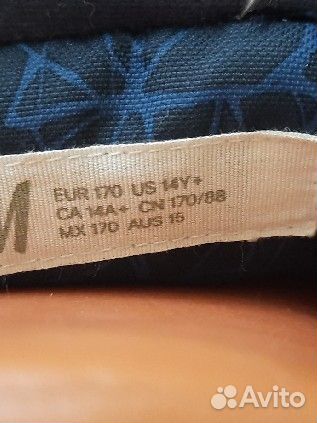 M
EUR 170 US 14Y+
CA 14A+ CN 170/88
MX 170 AUS 15
Avito